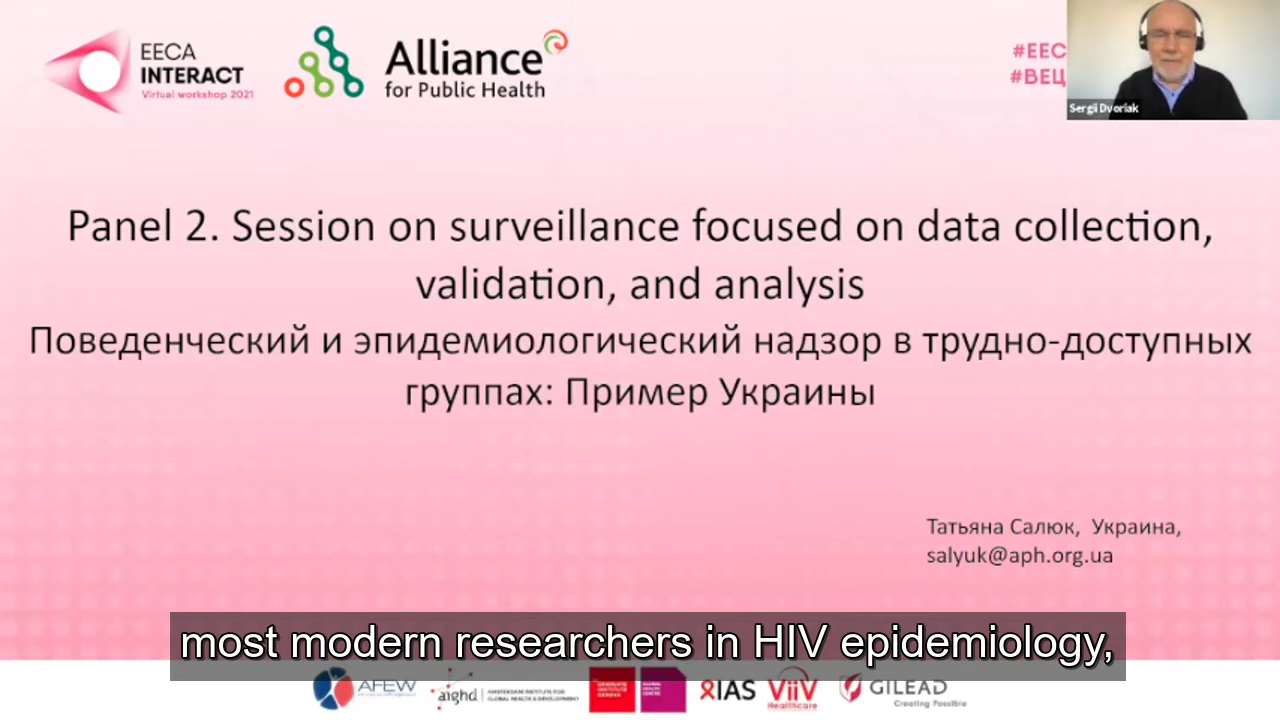 EECA
INTERACT
Virtual workshop 2021
Alliance
for Public Health
#EEC
#ВЕЦ
Sergii Dvoriak
Panel 2. Session on surveillance focused on data collection,
validation, and analysis
Поведенческий и эпидемиологический надзор в трудно-доступных
группах: Пример Украины
Татьяна Салюк, Украина,
salyuk@aph.org.ua
most modern researchers in HIV epidemiology,
AFEW
aighd
AMSTERDAM INSTITUTE FOR
GLOBAL HEALTH & DEVELOPMENT
GRADUATE
INSTITUTE
GENEVA
GLOBAL
HEALTH
CENTRE
IAS
ViiV
Healthcare
GILEAD
Creating Possible